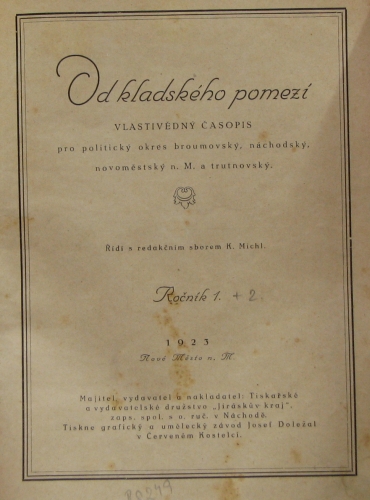 Od kladského pomezí
VLASTIVĚDNÝ ČASOPIS
pro politický okres broumovský, náchodský,
novoměstský n. M. a trutnovský.
Řídí s redakčním sborem K. Michl.
Ročník 1. + 2.
1923
Nové Město n. M.
Majitel, vydavatel a nakladatel: Tiskařské
a vydavatelské družstvo „Jiráskův kraj",
zaps. spol. s o. ruč. v Náchodě.
Tiskne grafický a umělecký závod Josef Doležal
v Červeném Kostelci.